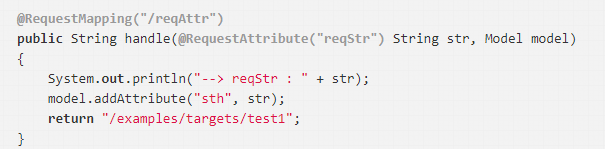 @RequestMapping("/reqAttr")
public String handle(@RequestAttribute("reqStr") String str, Model model)
{
    System.out.println("--> reqStr : " + str);
    model.addAttribute("sth", str);
    return "/examples/targets/test1";
}